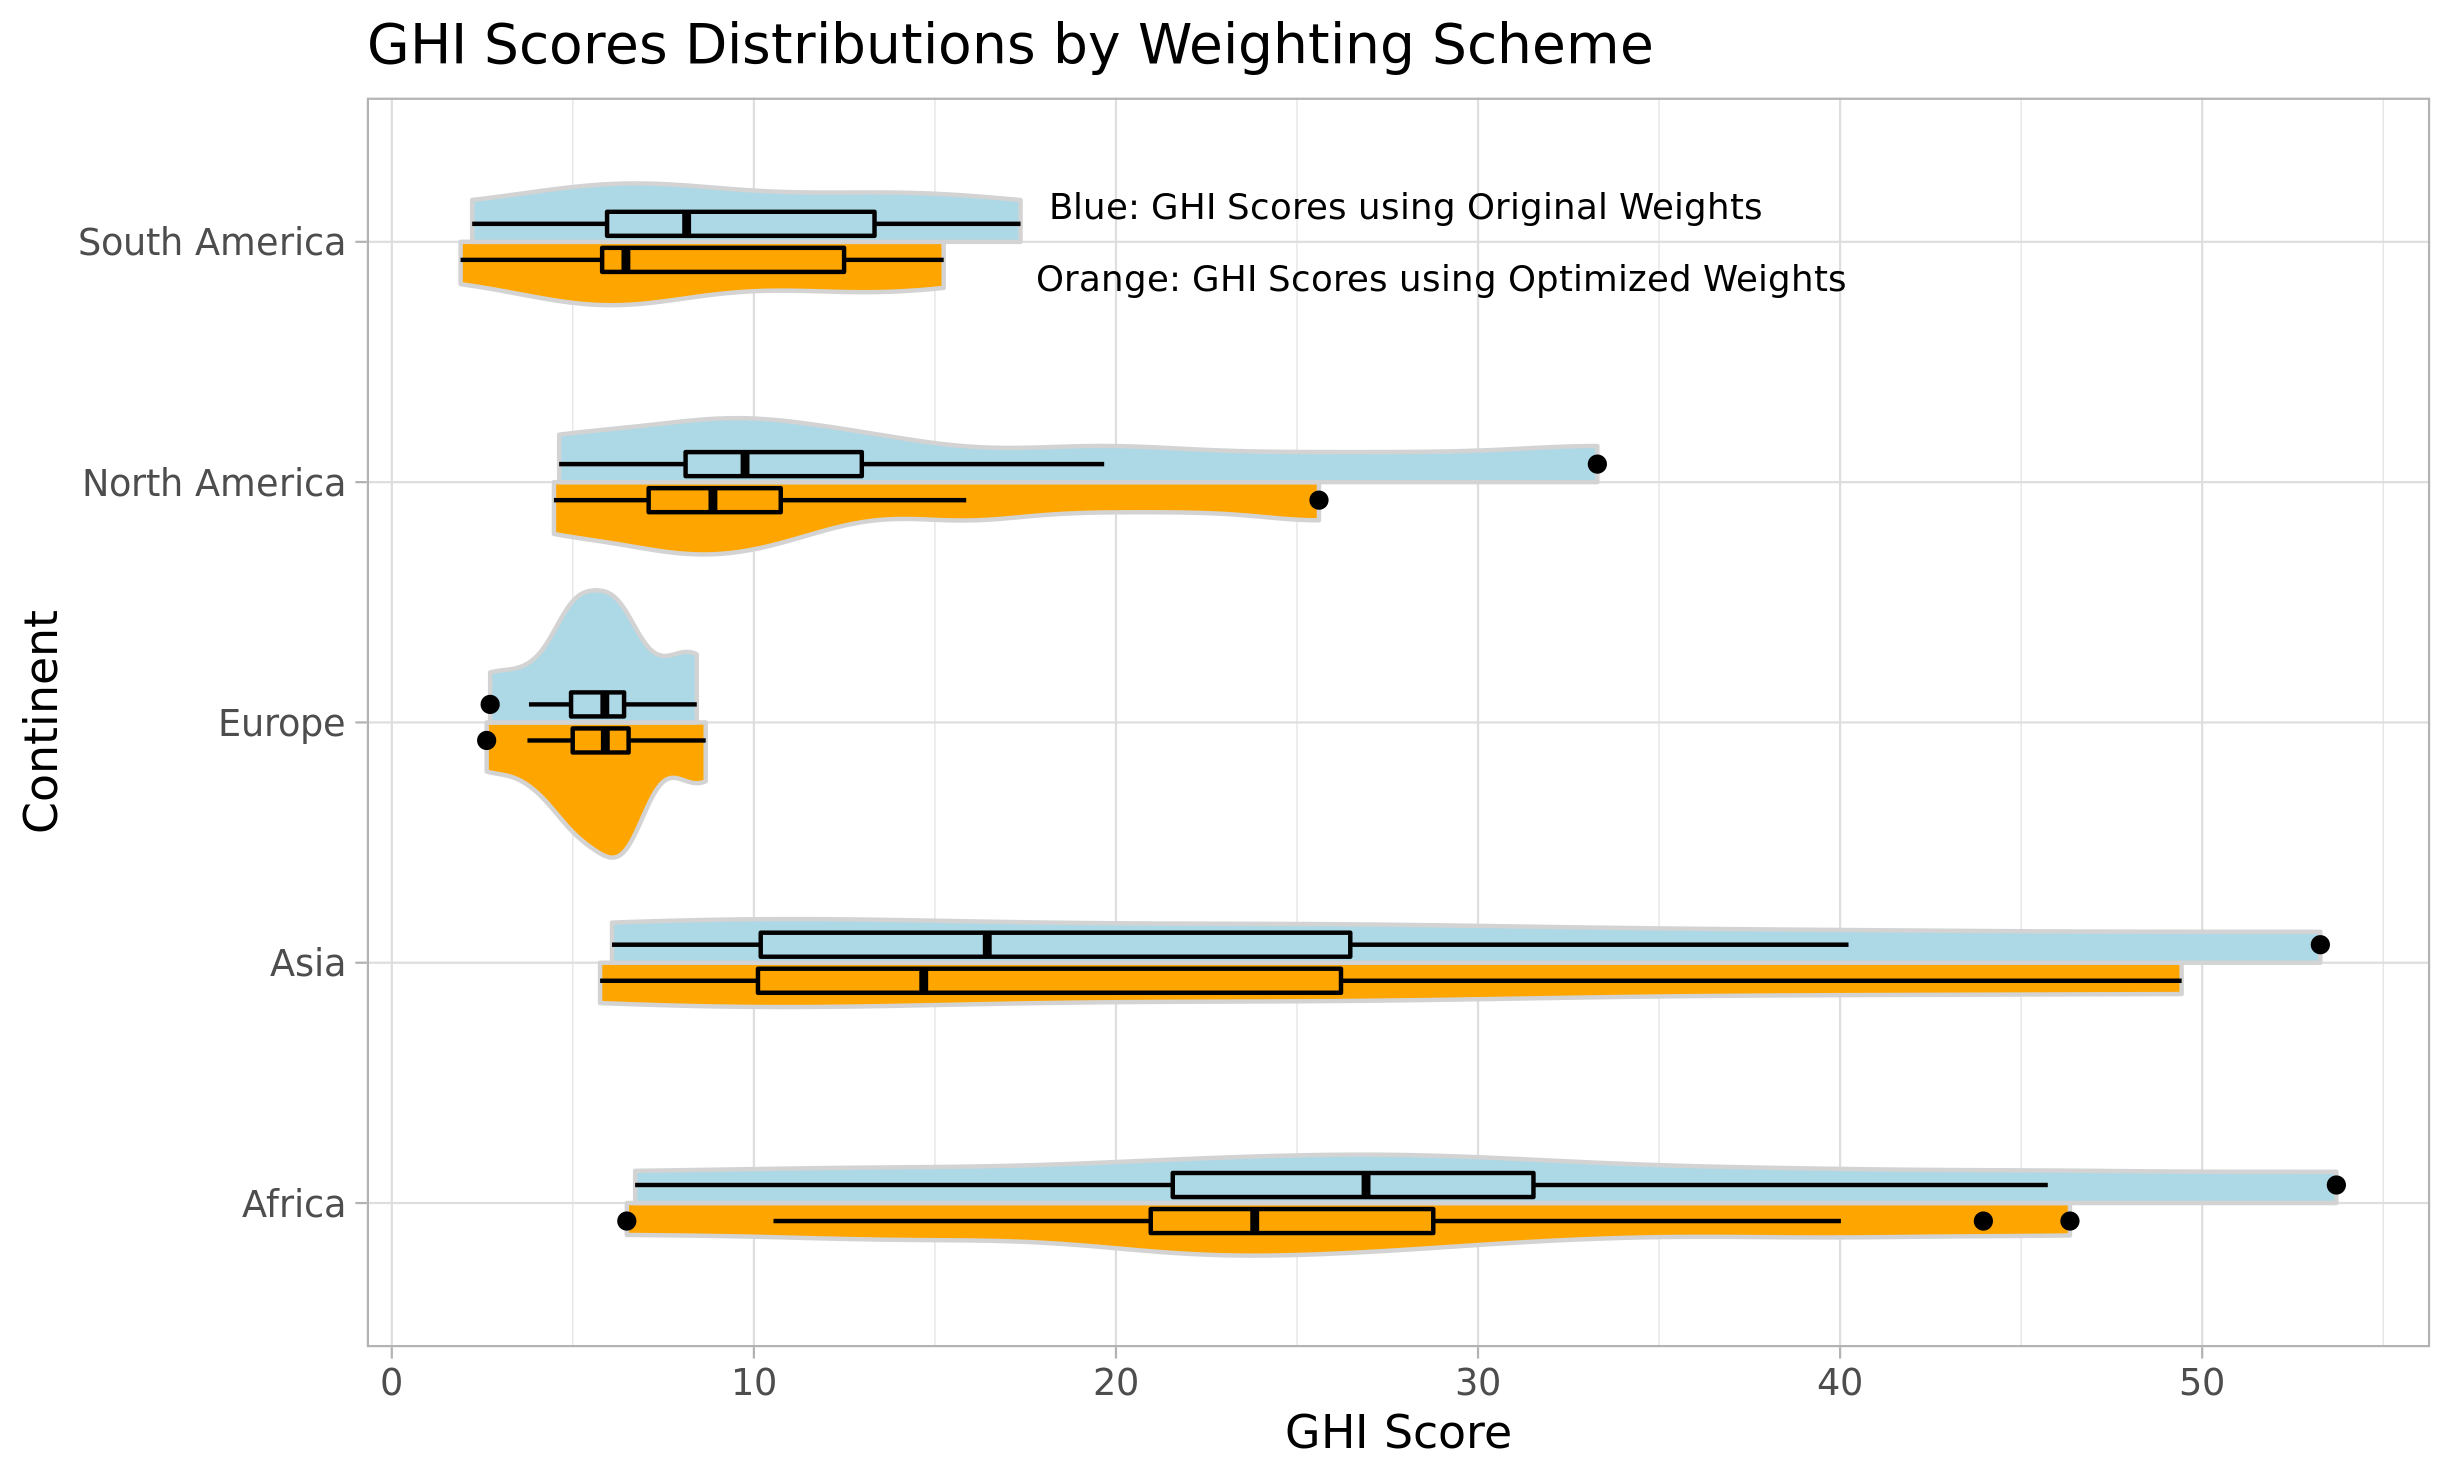 GHI Scores Distributions by Weighting Scheme
South America
Blue: GHI Scores using Original Weights
Orange: GHI Scores using Optimized Weights
North America
Europe
Continent
Asia
Africa
0 10 20 30 40 50
GHI Score